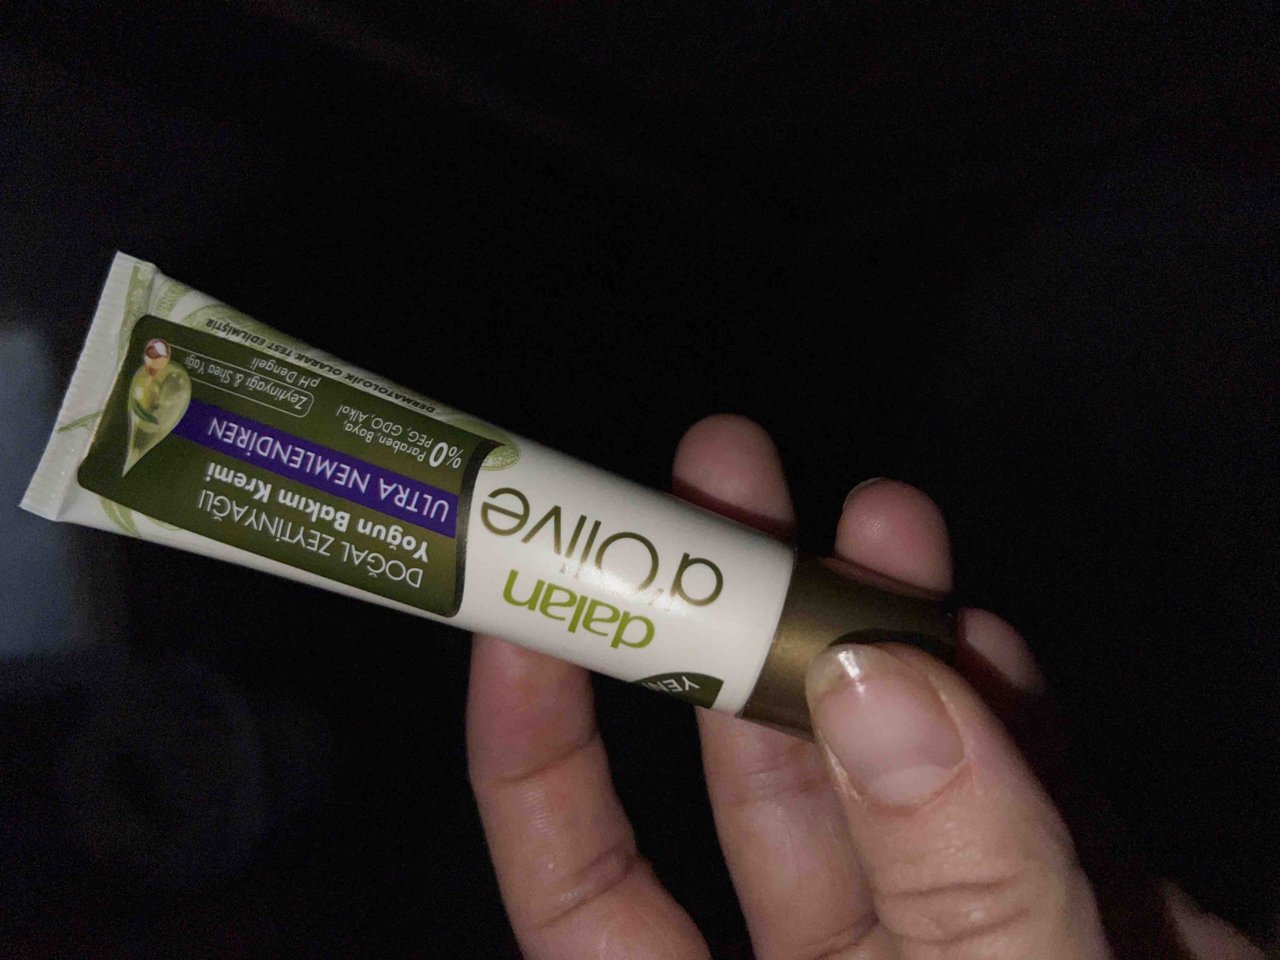 YENİ
dalan
d'Olive
DOĞAL ZEYTİNYAĞLI
Yoğun Bakım Kremi
ULTRA NEMLENDİREN
%0 Paraben, Boya,
PEG, GDO, Alkol
Zeytinyağı & Shea Yağı
pH Dengeli
DERMATOLOJİK OLARAK TEST EDİLMİŞTİR